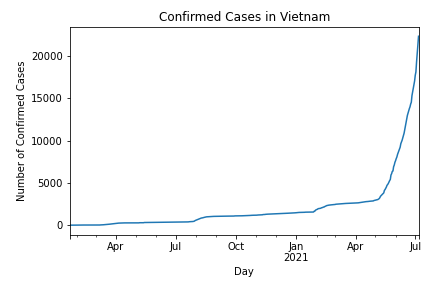 Confirmed Cases in Vietnam
Number of Confirmed Cases
20000
15000
10000
5000
0
Apr
Jul
Oct
Jan
2021
Apr
Jul
Day